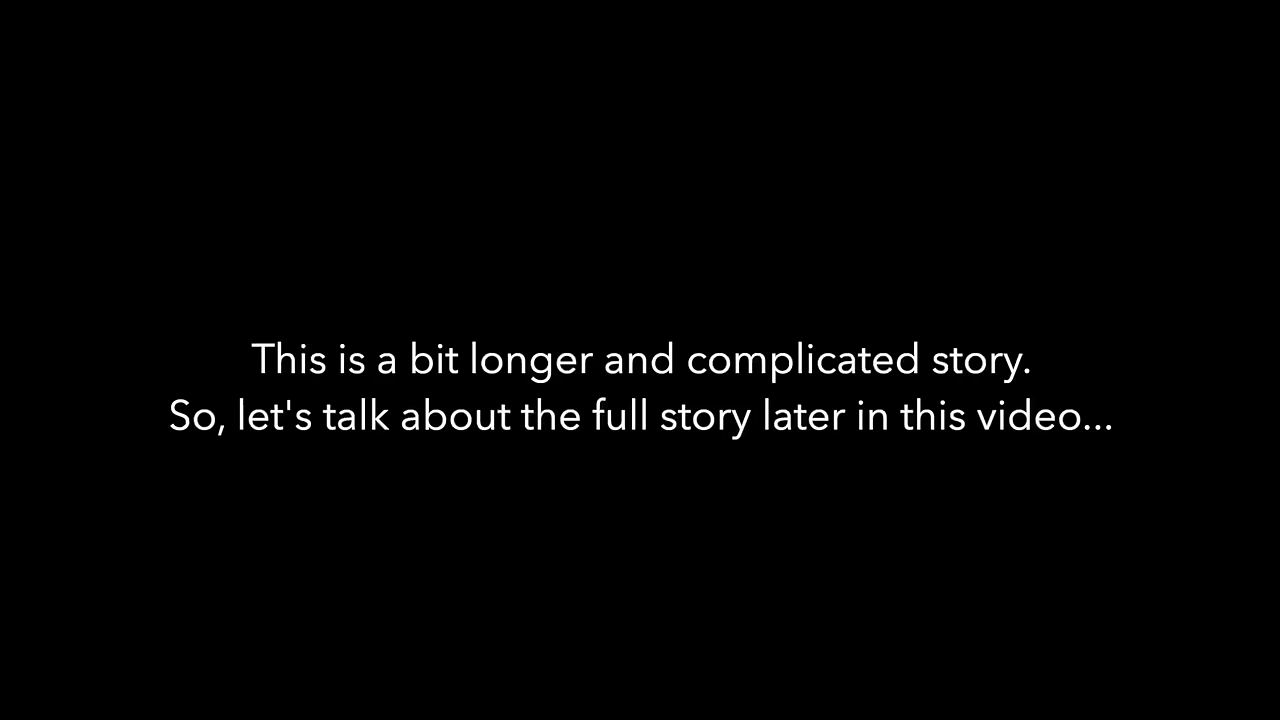 This is a bit longer and complicated story.
So, let's talk about the full story later in this video...